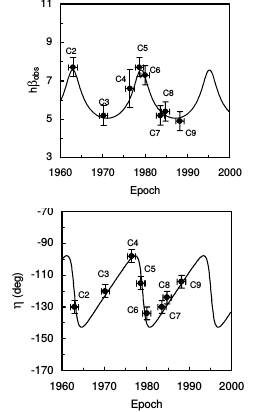 11
9
7
5
3
hβobs
C2
C3
C4
C5
C6
C7
C8
C9
1960 1970 1980 1990 2000
Epoch
-70
-90
-110
-130
-150
-170
η (deg)
C2
C3
C4
C5
C6
C7
C8
C9
1960 1970 1980 1990 2000
Epoch